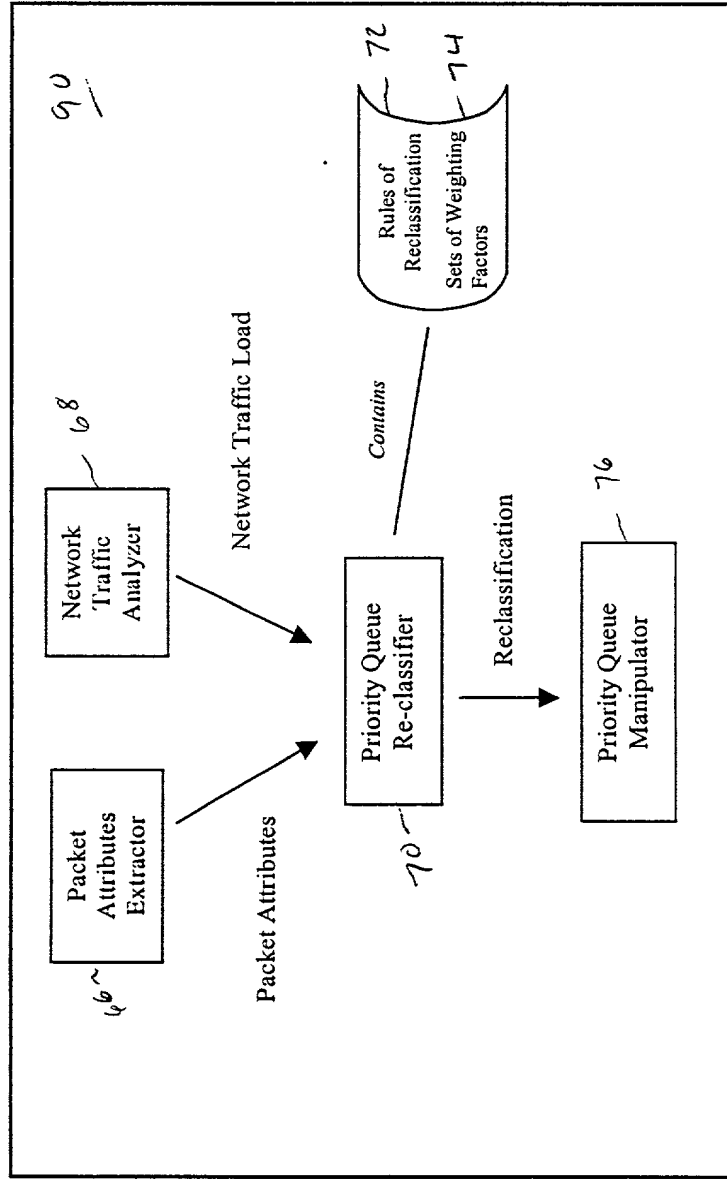 90
66
Packet
Attributes
Extractor
Network
Traffic
Analyzer
68
Packet Attributes
Network Traffic Load
70
Priority Queue
Re-classifier
Contains
Rules of
Reclassification
72
Sets of Weighting
Factors
74
Reclassification
Priority Queue
Manipulator
76